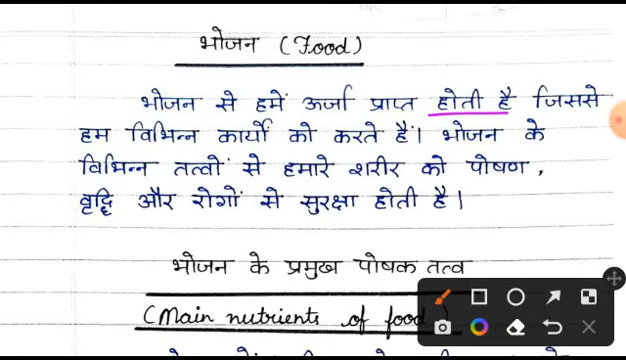 भोजन (Food)
भोजन से हमें ऊर्जा प्राप्त होती है जिससे
हम विभिन्न कार्यो को करते हैं। भोजन के
विभिन्न तत्वों से हमारे शरीर को पोषण,
वृद्धि और रोगों से सुरक्षा होती है।
भोजन के प्रमुख पोषक तत्व
(Main nutrients of food)